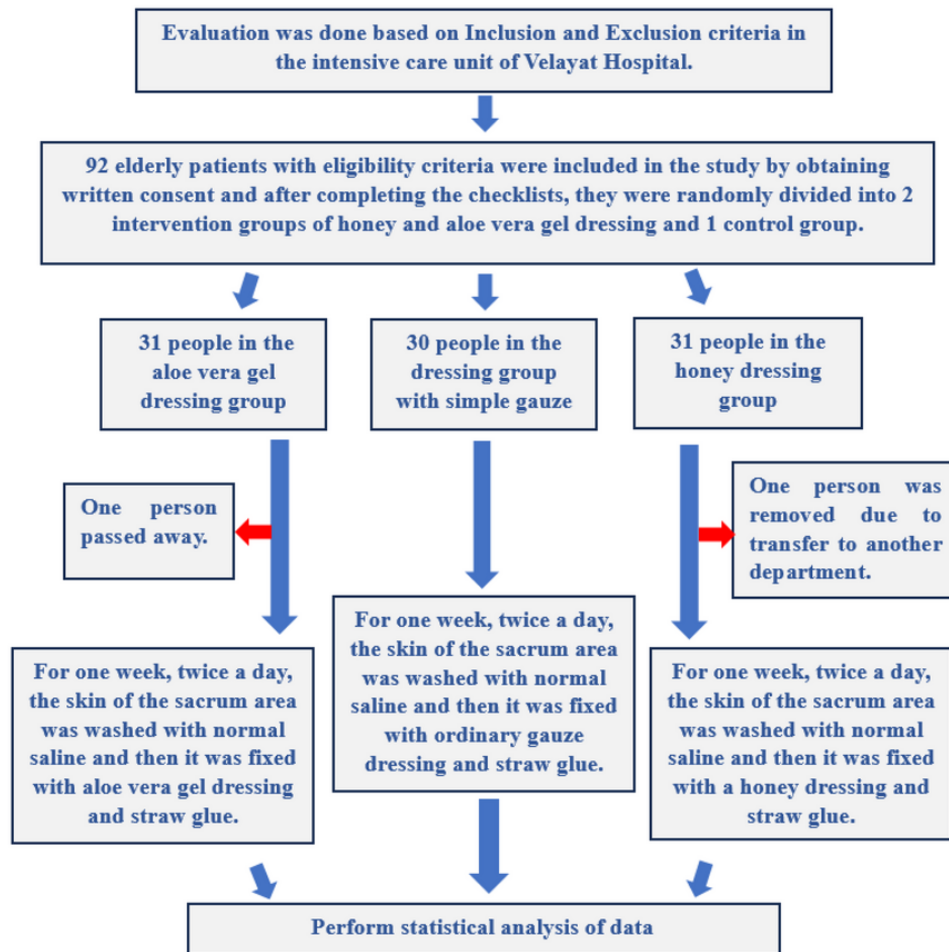 Evaluation was done based on Inclusion and Exclusion criteria in
the intensive care unit of Velayat Hospital.
92 elderly patients with eligibility criteria were included in the study by obtaining
written consent and after completing the checklists, they were randomly divided into 2
intervention groups of honey and aloe vera gel dressing and 1 control group.
31 people in the
aloe vera gel
dressing group
30 people in the
dressing group
with simple gauze
31 people in the
honey dressing
group
One person
passed away.
One person was
removed due to
transfer to another
department.
For one week, twice a day,
the skin of the sacrum area
was washed with normal
saline and then it was fixed
with aloe vera gel dressing
and straw glue.
For one week, twice a day,
the skin of the sacrum area
was washed with normal
saline and then it was fixed
with ordinary gauze
dressing and straw glue.
For one week, twice a day,
the skin of the sacrum area
was washed with normal
saline and then it was fixed
with a honey dressing and
straw glue.
Perform statistical analysis of data